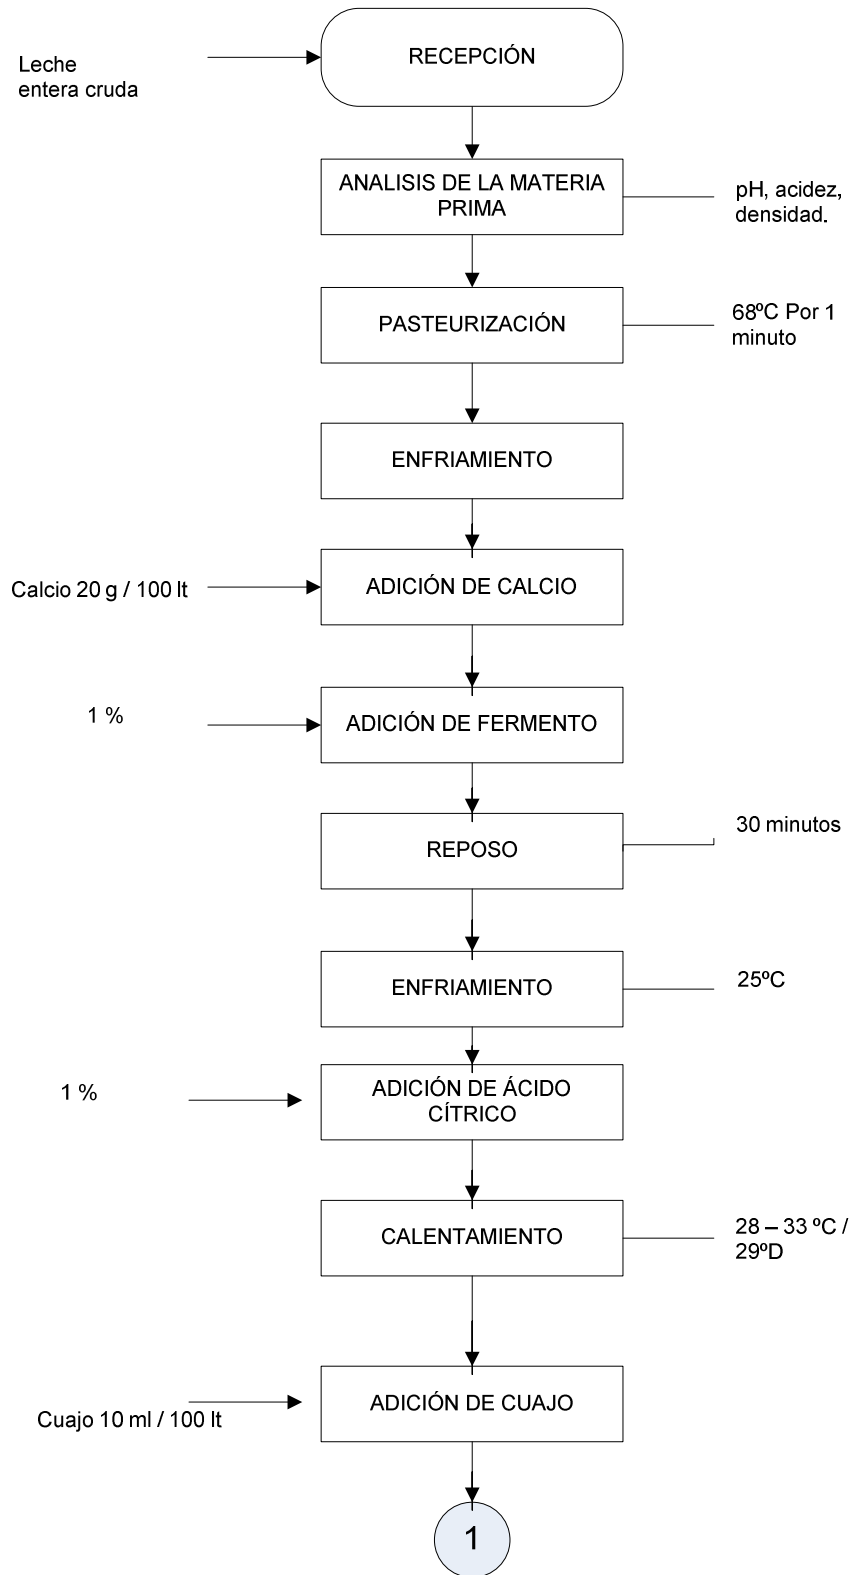 RECEPCIÓN
Leche
entera cruda
ANALISIS DE LA MATERIA
PRIMA
pH, acidez,
densidad.
PASTEURIZACIÓN
68ºC Por 1
minuto
ENFRIAMIENTO
Calcio 20 g / 100 lt
ADICIÓN DE CALCIO
1 %
ADICIÓN DE FERMENTO
REPOSO
30 minutos
ENFRIAMIENTO
25ºC
1 %
ADICIÓN DE ÁCIDO
CÍTRICO
CALENTAMIENTO
28 – 33 ºC /
29ºD
ADICIÓN DE CUAJO
Cuajo 10 ml / 100 lt
1